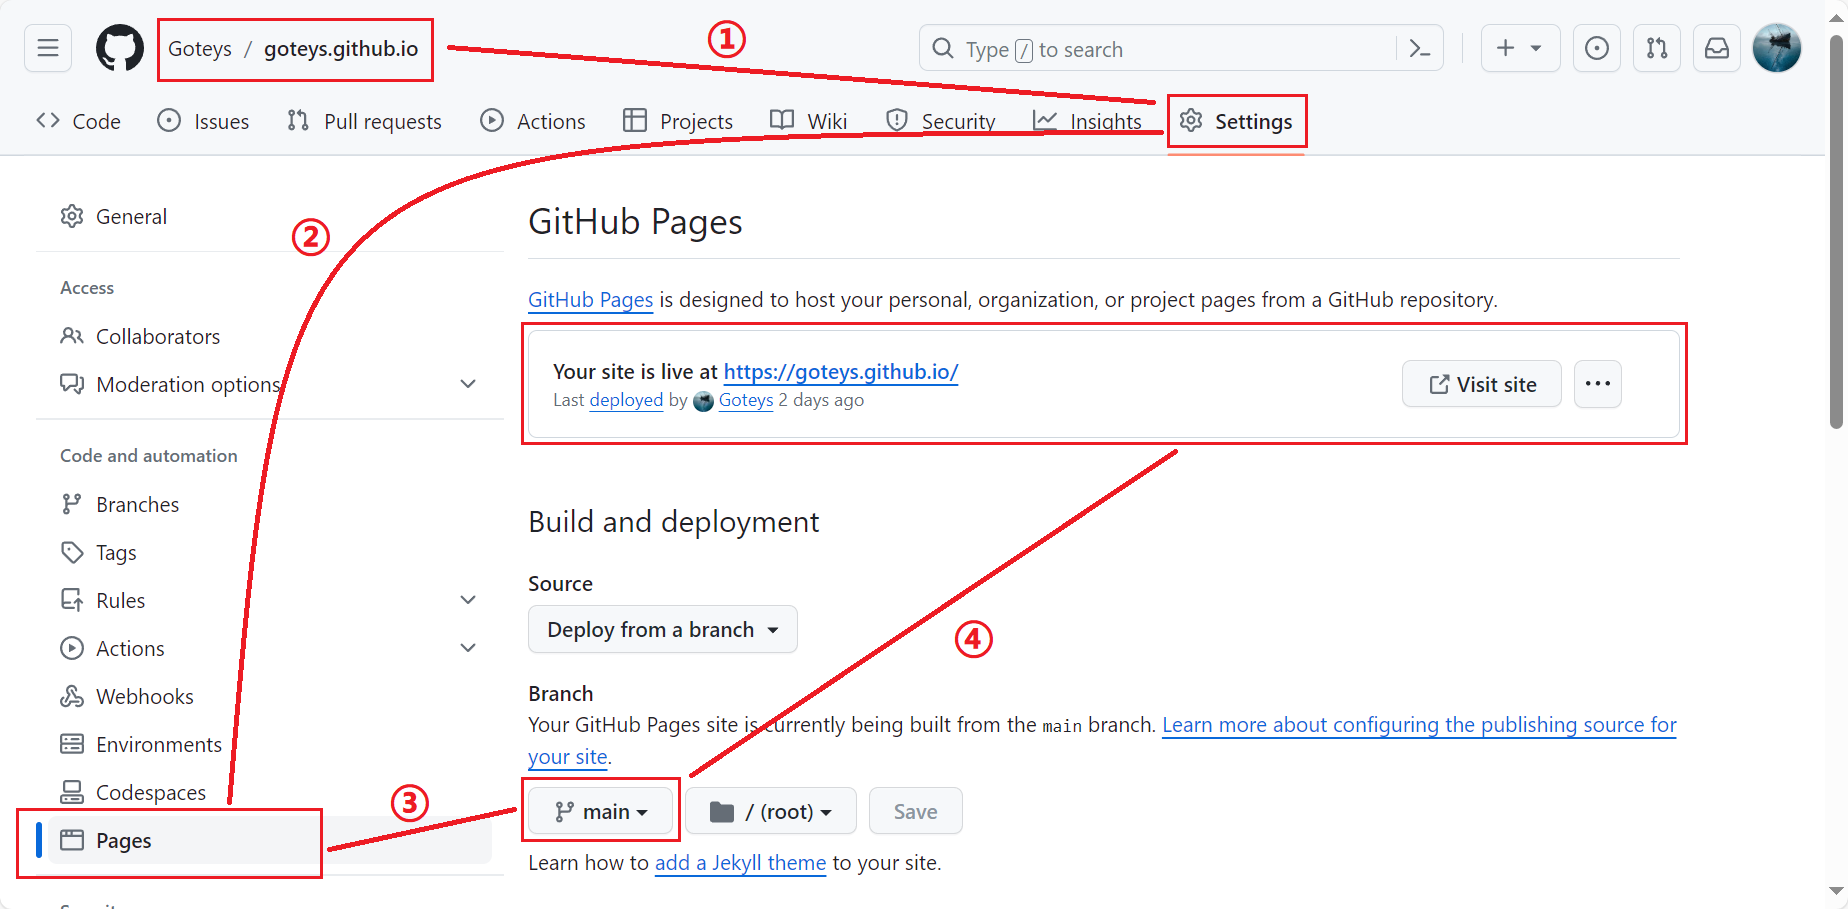 Goteys / goteys.github.io
①
Type / to search
Code
Issues
Pull requests
Actions
Projects
Wiki
Security
Insights
Settings
②
General
Access
Collaborators
Moderation options
Code and automation
Branches
Tags
Rules
Actions
Webhooks
Environments
Codespaces
Pages
③
GitHub Pages
GitHub Pages is designed to host your personal, organization, or project pages from a GitHub repository.
Your site is live at https://goteys.github.io/
Last deployed by Goteys 2 days ago
Visit site
Build and deployment
Source
Deploy from a branch
④
Branch
Your GitHub Pages site is currently being built from the main branch. Learn more about configuring the publishing source for
your site.
main
/ (root)
Save
Learn how to add a Jekyll theme to your site.